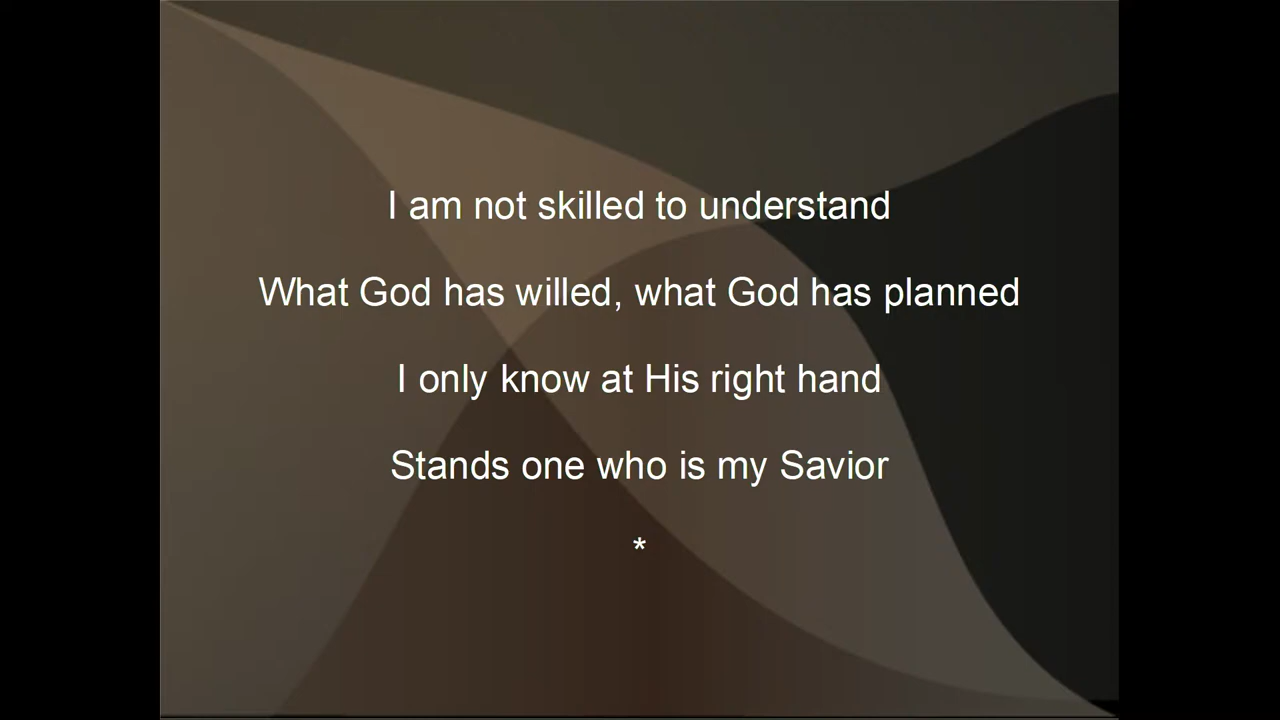 I am not skilled to understand
What God has willed, what God has planned
I only know at His right hand
Stands one who is my Savior
*